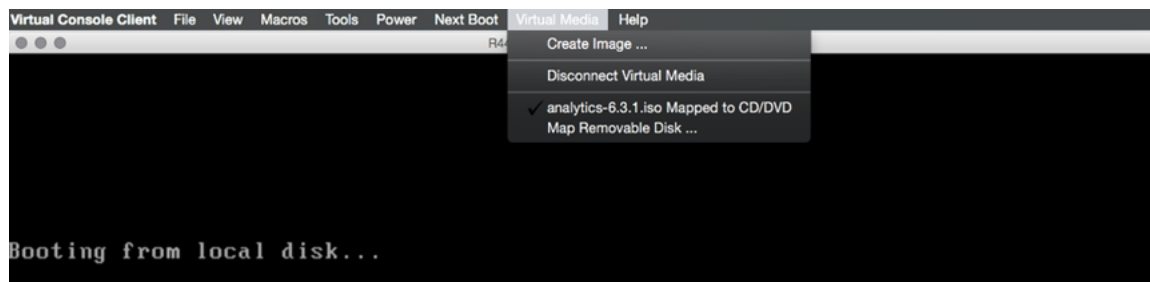 Virtual Console Client File View Macros Tools Power Next Boot Virtual Media Help
R44
Create Image ...
Disconnect Virtual Media
analytics-6.3.1.iso Mapped to CD/DVD
Map Removable Disk ...
Booting from local disk...